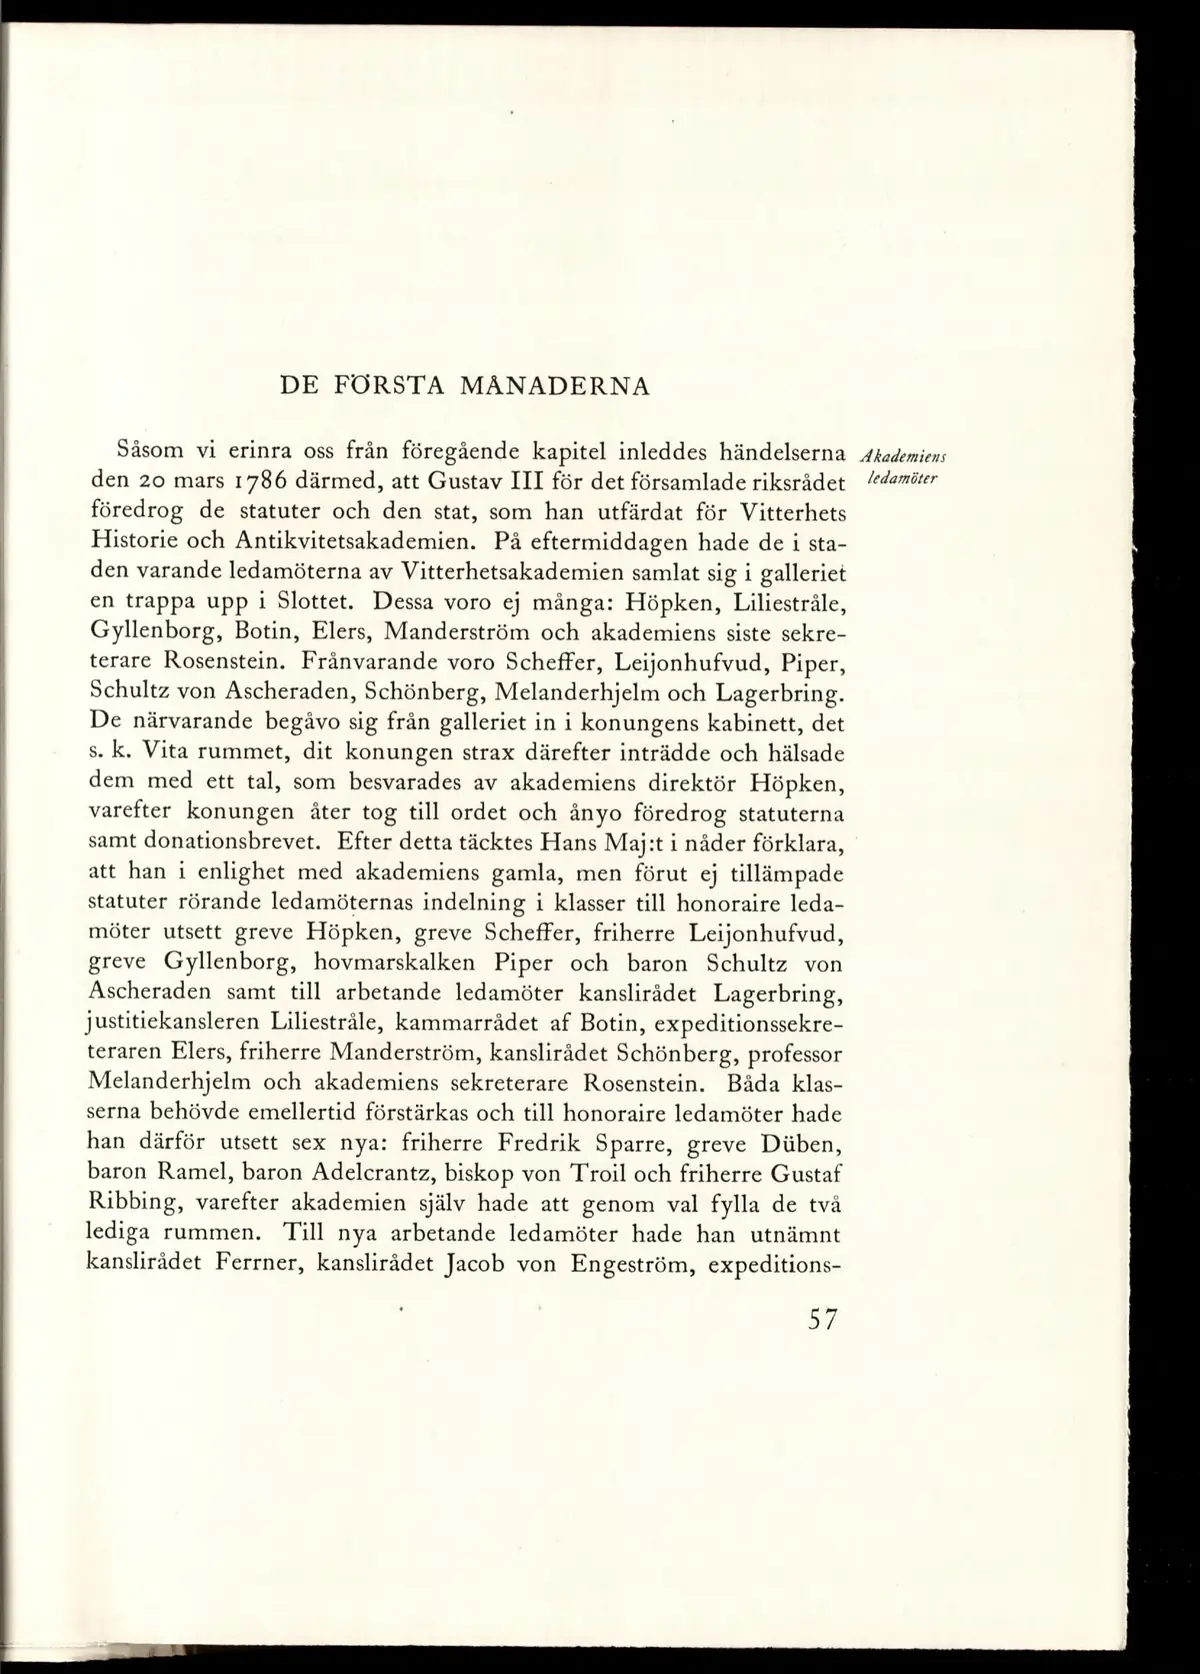 DE FÖRSTA MÅNADERNA
Såsom vi erinra oss från föregående kapitel inleddes händelserna
Akademiens
den 20 mars 1786 därmed, att Gustav III för det församlade riksrådet
ledamöter
föredrog de statuter och den stat, som han utfärdat för Vitterhets
Historie och Antikvitetsakademien. På eftermiddagen hade de i sta-
den varande ledamöterna av Vitterhetsakademien samlat sig i galleriet
en trappa upp i Slottet. Dessa voro ej många: Höpken, Liliestråle,
Gyllenborg, Botin, Elers, Manderström och akademiens siste sekre-
terare Rosenstein. Frånvarande voro Scheffer, Leijonhufvud, Piper,
Schultz von Ascheraden, Schönberg, Melanderhjelm och Lagerbring.
De närvarande begåvo sig från galleriet in i konungens kabinett, det
s. k. Vita rummet, dit konungen strax därefter inträdde och hälsade
dem med ett tal, som besvarades av akademiens direktör Höpken,
varefter konungen åter tog till ordet och ånyo föredrog statuterna
samt donationsbrevet. Efter detta täcktes Hans Maj:t i nåder förklara,
att han i enlighet med akademiens gamla, men förut ej tillämpade
statuter rörande ledamöternas indelning i klasser till honoraire leda-
möter utsett greve Höpken, greve Scheffer, friherre Leijonhufvud,
greve Gyllenborg, hovmarskalken Piper och baron Schultz von
Ascheraden samt till arbetande ledamöter kanslirådet Lagerbring,
justitiekansleren Liliestråle, kammarrådet af Botin, expeditionssekre-
teraren Elers, friherre Manderström, kanslirådet Schönberg, professor
Melanderhjelm och akademiens sekreterare Rosenstein. Båda klas-
serna behövde emellertid förstärkas och till honoraire ledamöter hade
han därför utsett sex nya: friherre Fredrik Sparre, greve Düben,
baron Ramel, baron Adelcrantz, biskop von Troil och friherre Gustaf
Ribbing, varefter akademien själv hade att genom val fylla de två
lediga rummen. Till nya arbetande ledamöter hade han utnämnt
kanslirådet Ferrner, kanslirådet Jacob von Engeström, expeditions-
57